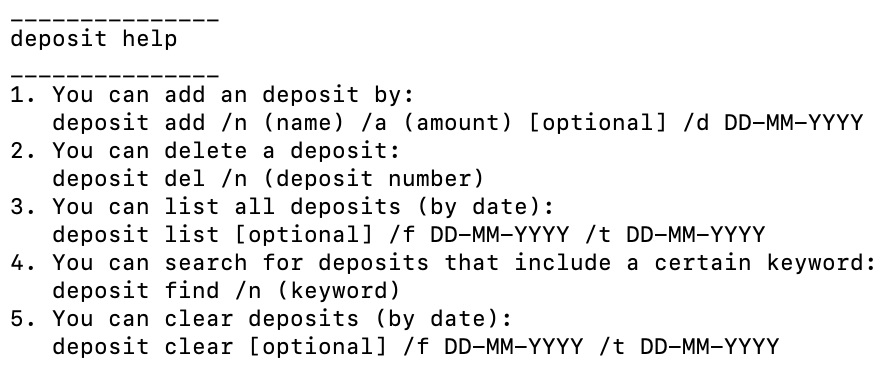 _______________
deposit help
_______________
1. You can add an deposit by:
   deposit add /n (name) /a (amount) [optional] /d DD-MM-YYYY
2. You can delete a deposit:
   deposit del /n (deposit number)
3. You can list all deposits (by date):
   deposit list [optional] /f DD-MM-YYYY /t DD-MM-YYYY
4. You can search for deposits that include a certain keyword:
   deposit find /n (keyword)
5. You can clear deposits (by date):
   deposit clear [optional] /f DD-MM-YYYY /t DD-MM-YYYY